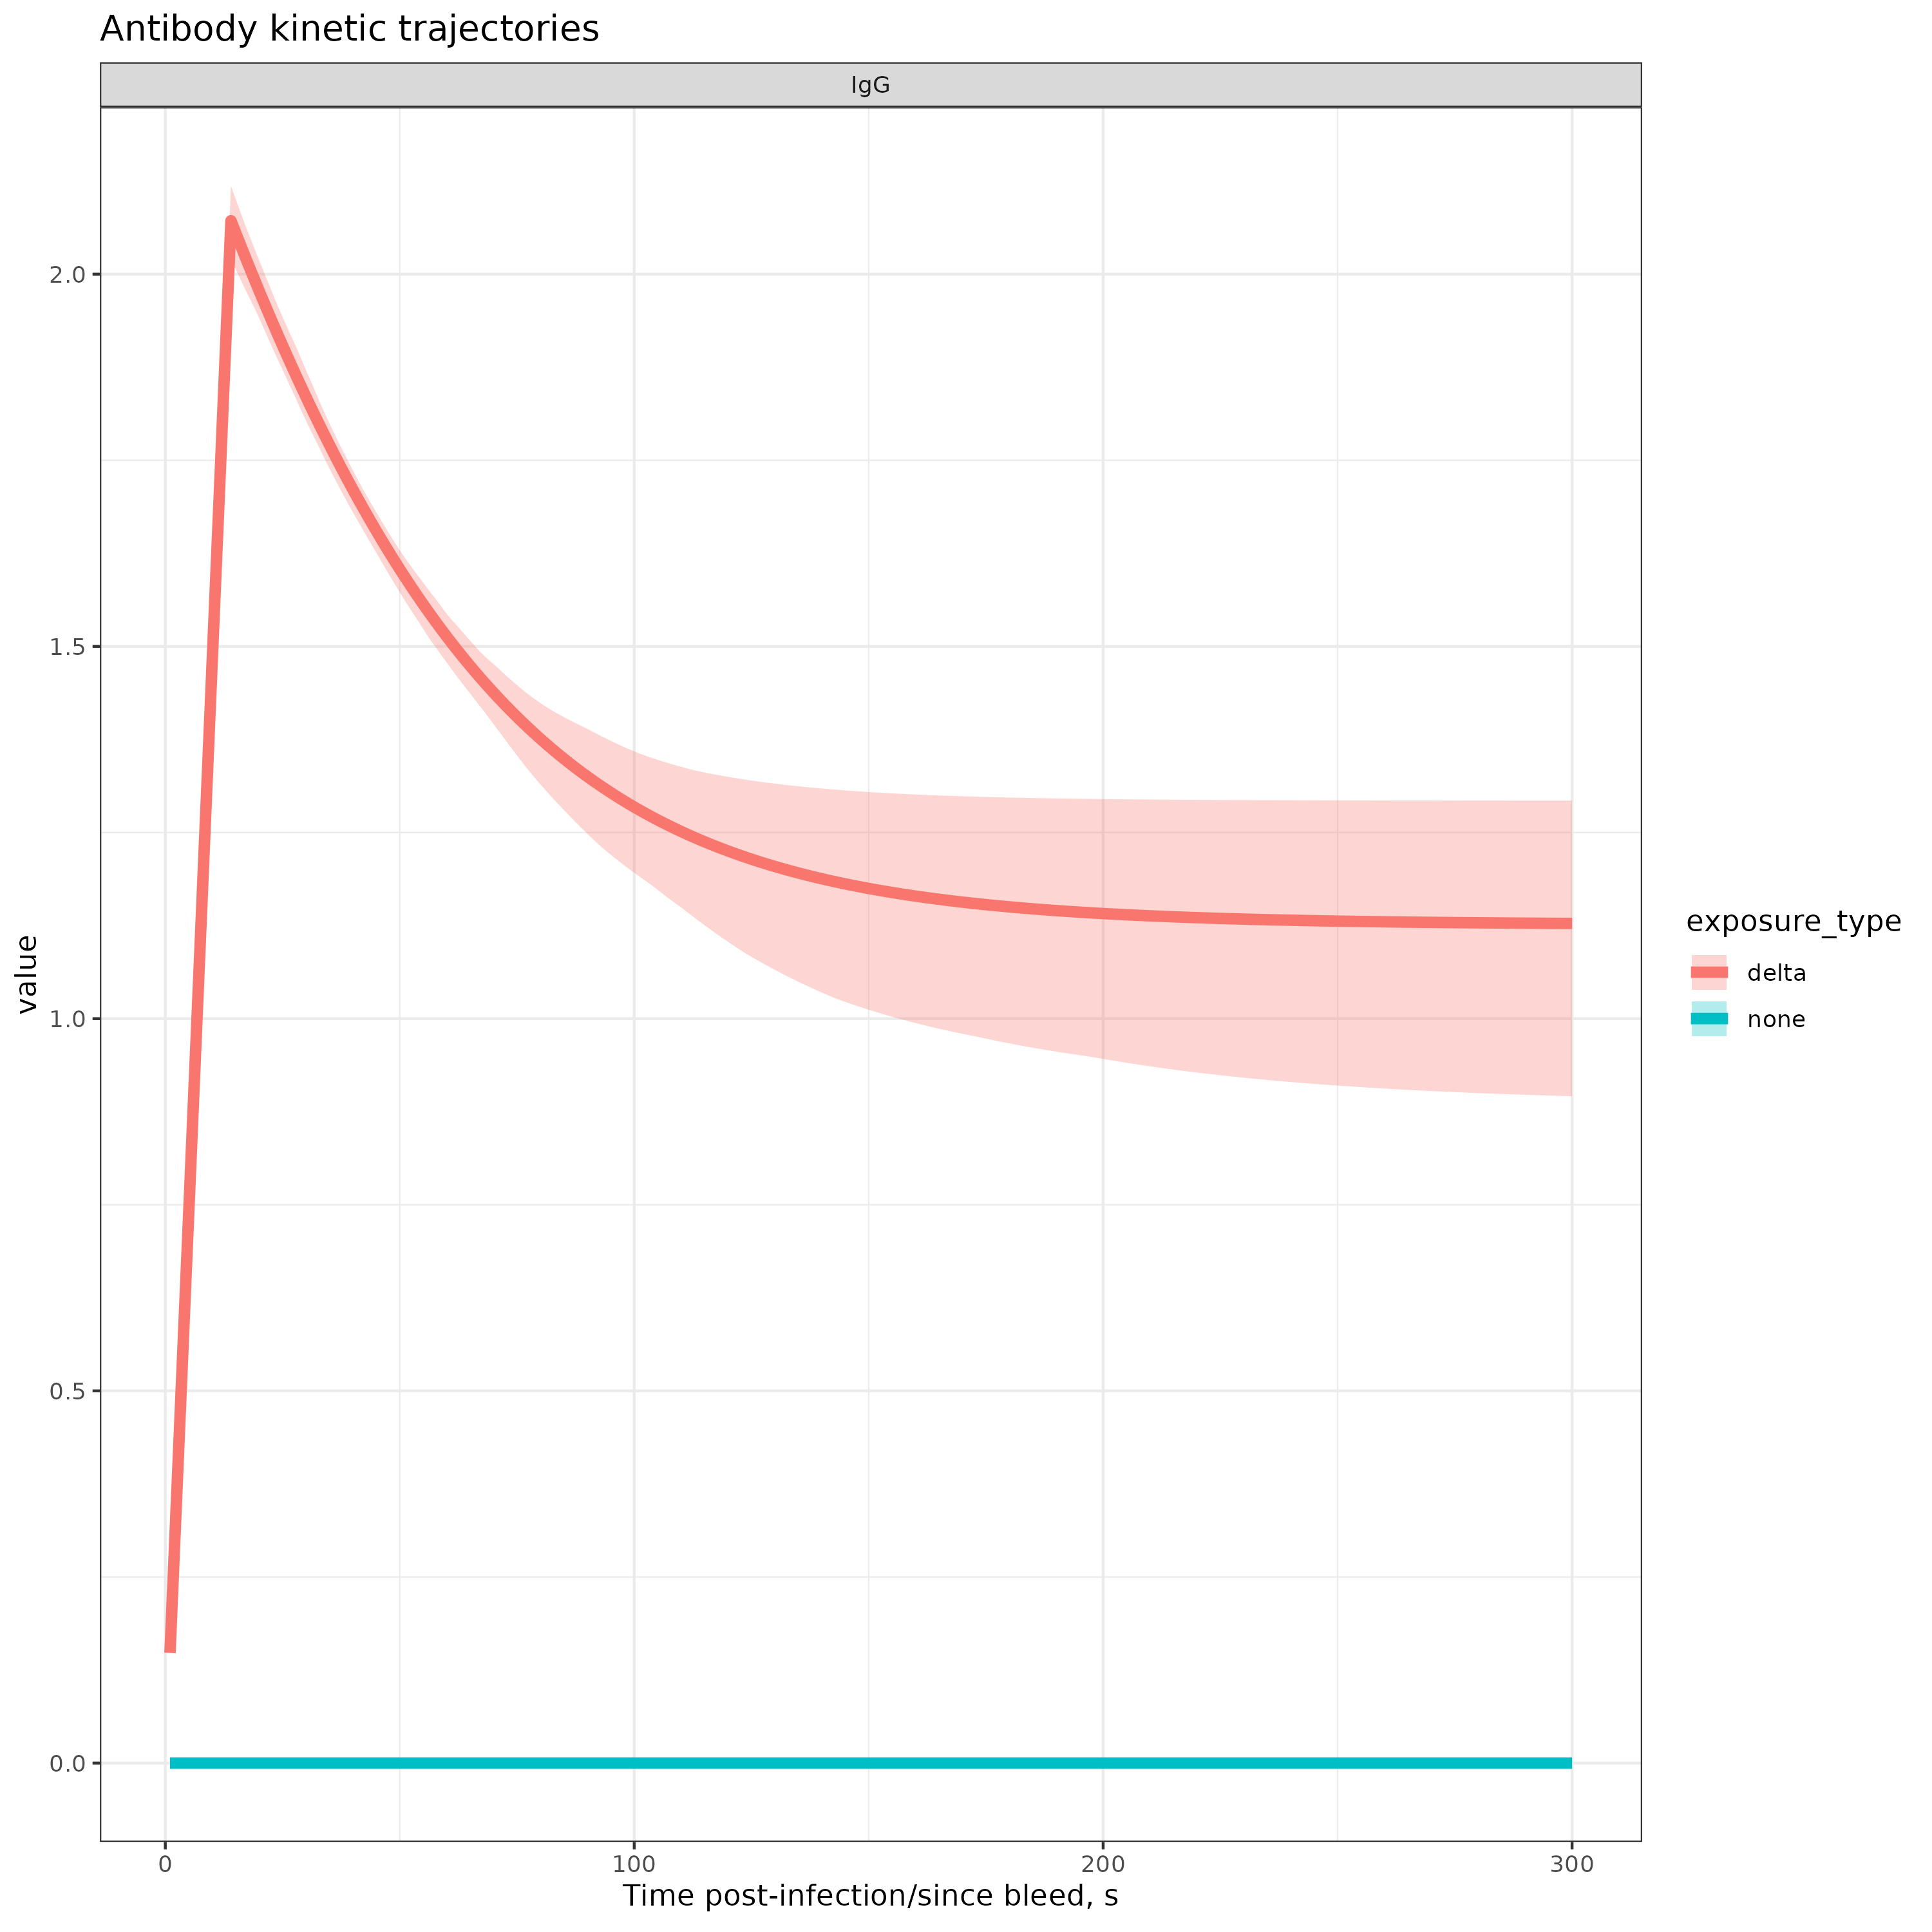 Antibody kinetic trajectories
IgG
value
2.0
1.5
1.0
0.5
0.0
0
100
200
300
Time post-infection/since bleed, s
exposure_type
delta
none